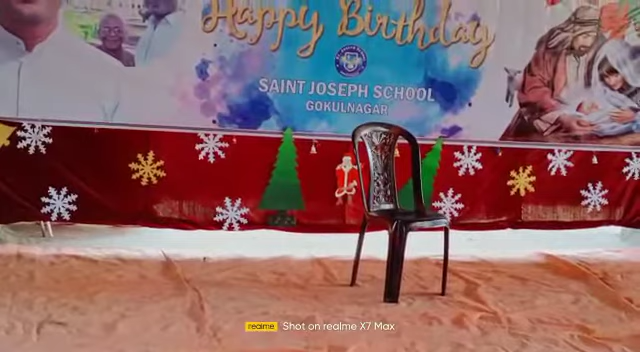 Happy Birthday
SAINT JOSEPH SCHOOL
GOKULNAGAR
realme Shot on realme X7 Max